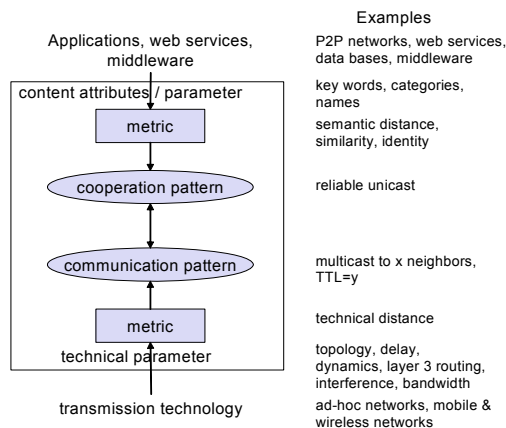 Examples
Applications, web services,
middleware
P2P networks, web services,
data bases, middleware
content attributes / parameter
key words, categories,
names
metric
semantic distance,
similarity, identity
cooperation pattern
reliable unicast
communication pattern
multicast to x neighbors,
TTL=y
metric
technical distance
technical parameter
topology, delay,
dynamics, layer 3 routing,
interference, bandwidth
transmission technology
ad-hoc networks, mobile &
wireless networks